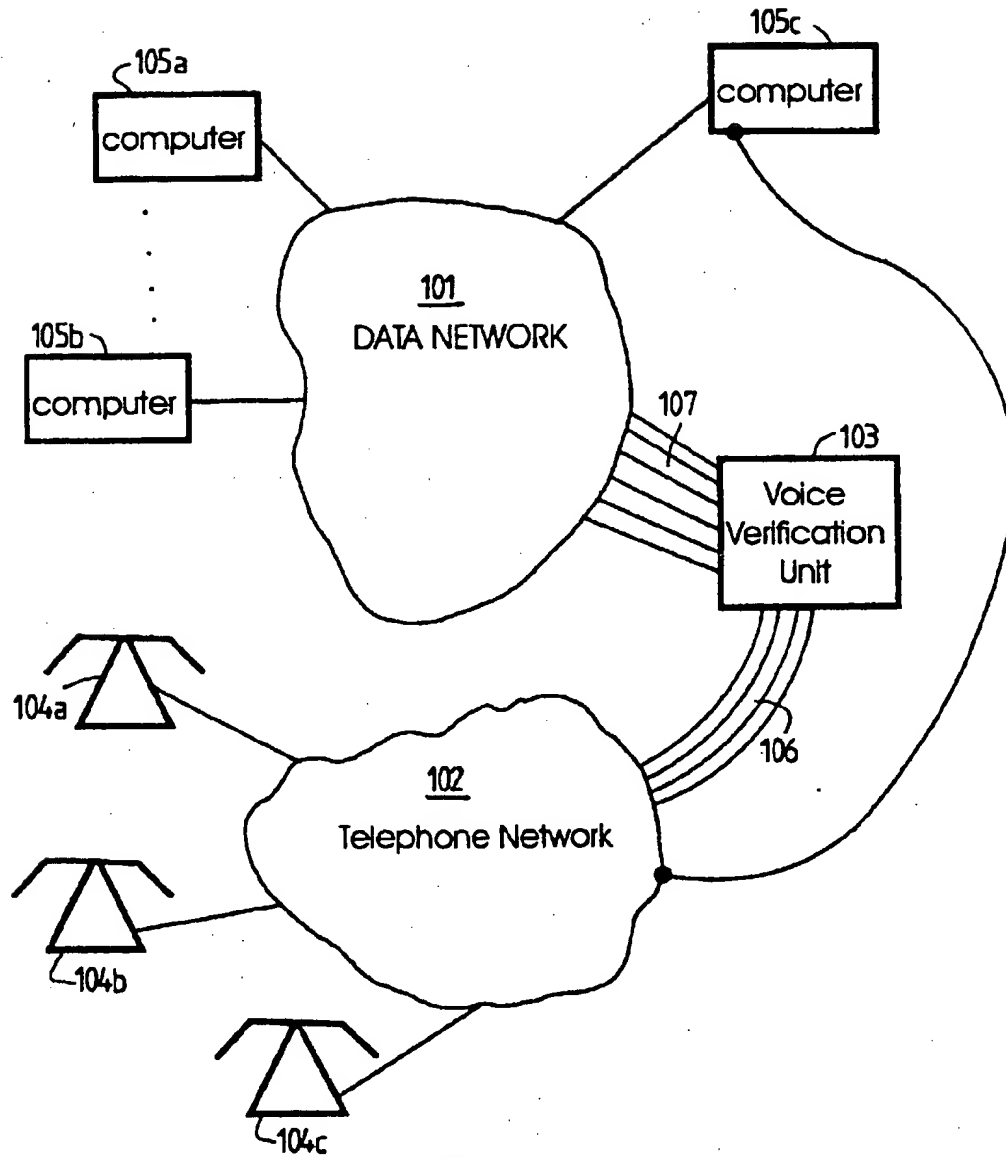 105c
105a
computer
computer
101
DATA NETWORK
105b
computer
107
103
Voice
Verification
Unit
104a
106
102
Telephone Network
104b
104c